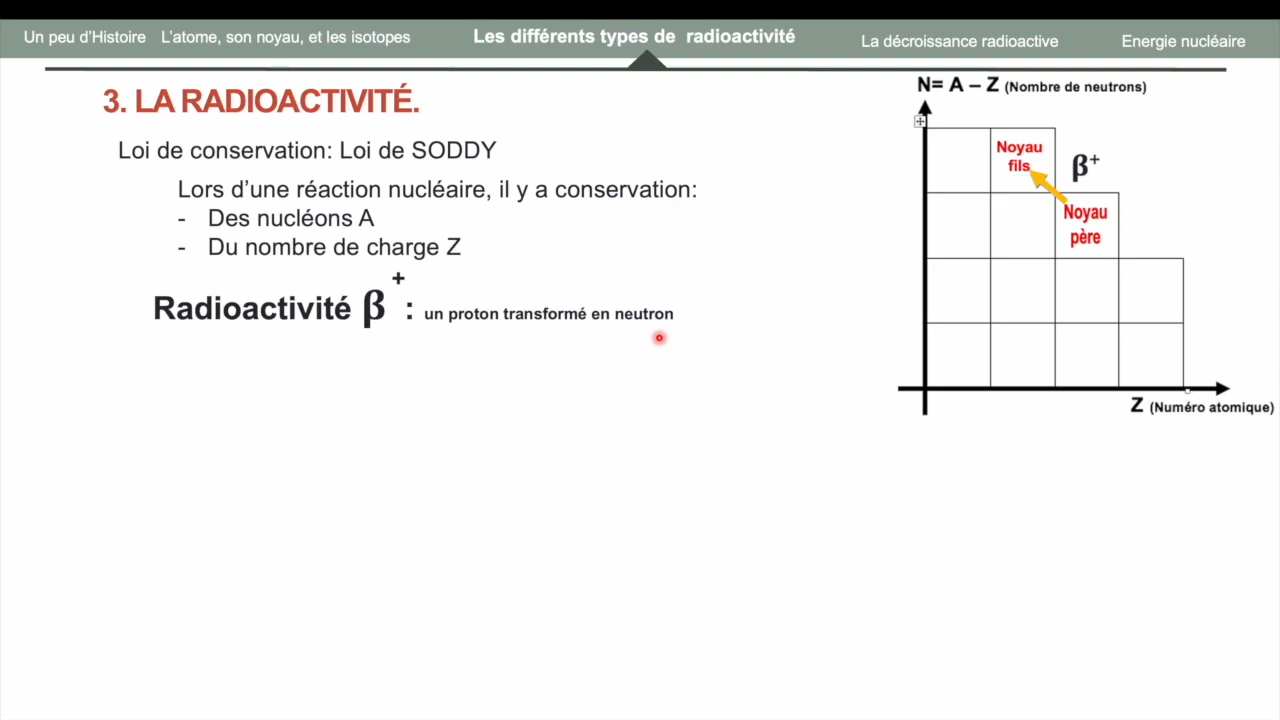 Un peu d'Histoire L'atome, son noyau, et les isotopes Les différents types de radioactivité La décroissance radioactive Energie nucléaire
3. LA RADIOACTIVITÉ.
Loi de conservation: Loi de SODDY
Lors d'une réaction nucléaire, il y a conservation:
- Des nucléons A
- Du nombre de charge Z
Radioactivité β+ : un proton transformé en neutron
N= A – Z (Nombre de neutrons)
Noyau
fils
β+
Noyau
père
Z (Numéro atomique)